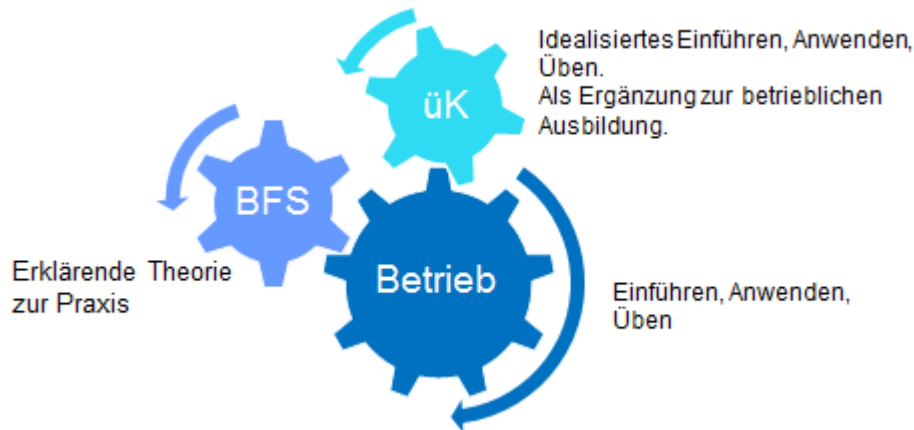 Idealisiertes Einführen, Anwenden,
Üben.
Als Ergänzung zur betrieblichen
Ausbildung.
üK
BFS
Betrieb
Erklärende Theorie
zur Praxis
Einführen, Anwenden,
Üben